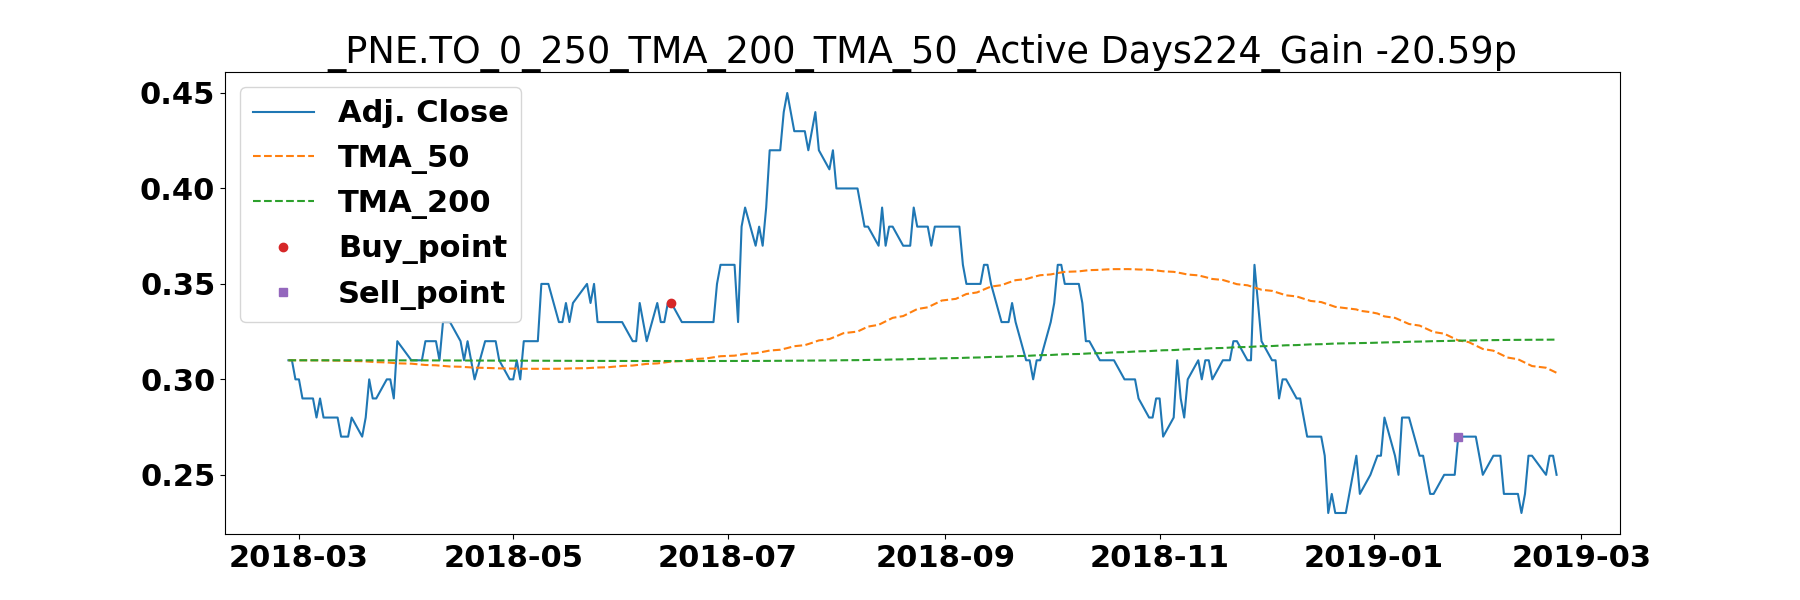 _PNE.TO_0_250_TMA_200_TMA_50_Active Days224_Gain -20.59p
0.45
0.40
0.35
0.30
0.25
Adj. Close
TMA_50
TMA_200
Buy_point
Sell_point
2018-03 2018-05 2018-07 2018-09 2018-11 2019-01 2019-03